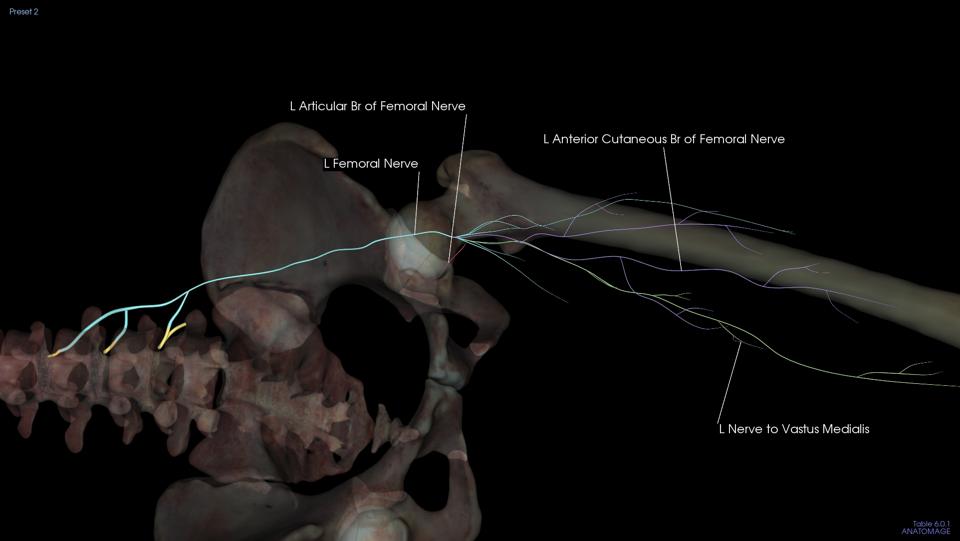 Preset 2
L Articular Br of Femoral Nerve
L Anterior Cutaneous Br of Femoral Nerve
L Femoral Nerve
L Nerve to Vastus Medialis
Table 6.0.1
ANATOMAGE